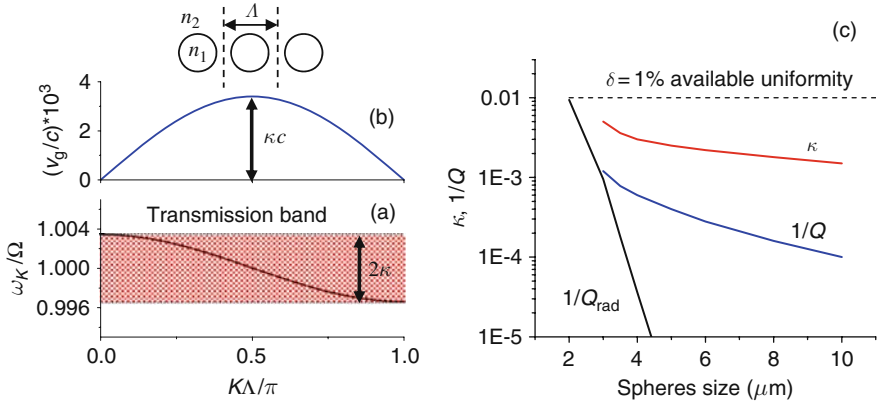 n2
n1
Λ
(b)
(vg/c)*10^3
4
2
0
κc
(a)
Transmission band
ωK/Ω
1.004
1.000
0.996
2κ
0.0
0.5
1.0
KΛ/π
(c)
δ = 1% available uniformity
κ, 1/Q
0.01
1E-3
1E-4
1E-5
κ
1/Q
1/Qrad
2
4
6
8
10
Spheres size (μm)